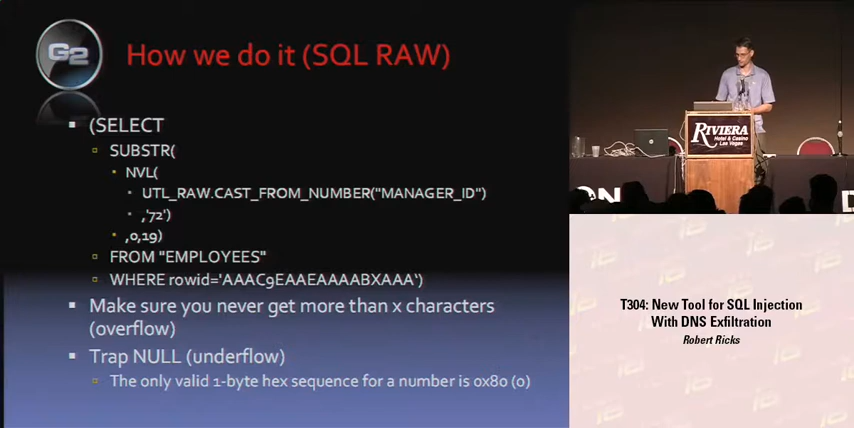 G2
How we do it (SQL RAW)
(SELECT
SUBSTR(
NVL(
UTL_RAW.CAST_FROM_NUMBER("MANAGER_ID")
,'72')
,0,19)
FROM "EMPLOYEES"
WHERE rowid='AAAC9EAAEAAAABXAAA')
Make sure you never get more than x characters
(overflow)
Trap NULL (underflow)
The only valid 1-byte hex sequence for a number is 0x80 (0)
RIVIERA
Hotel & Casino
Las Vegas
T304: New Tool for SQL Injection
With DNS Exfiltration
Robert Ricks